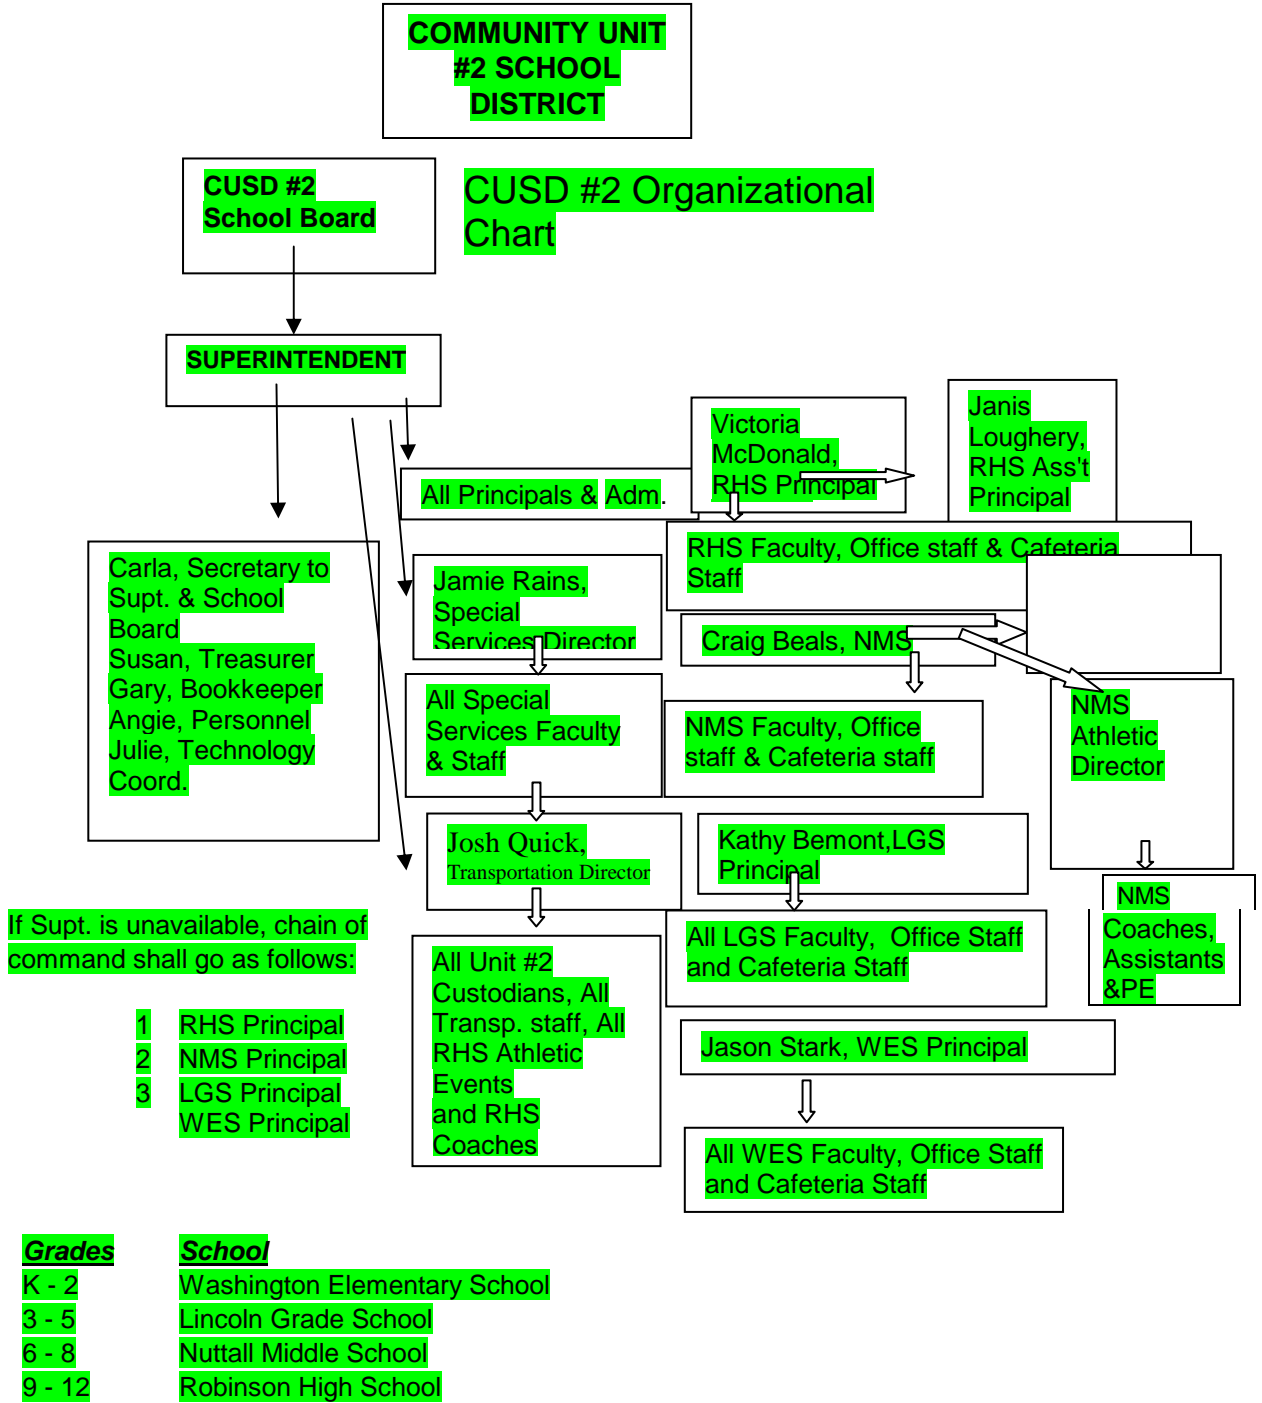 COMMUNITY UNIT
#2 SCHOOL
DISTRICT
CUSD #2
School Board
CUSD #2 Organizational
Chart
SUPERINTENDENT
Victoria
McDonald,
RHS Principal
Janis
Loughery,
RHS Ass't
Principal
All Principals & Adm.
RHS Faculty, Office staff & Cafeteria
Staff
Carla, Secretary to
Supt. & School
Board
Susan, Treasurer
Gary, Bookkeeper
Angie, Personnel
Julie, Technology
Coord.
Jamie Rains,
Special
Services Director
Craig Beals, NMS
All Special
Services Faculty
& Staff
NMS Faculty, Office
staff & Cafeteria staff
NMS
Athletic
Director
Josh Quick,
Transportation Director
Kathy Bemont,LGS
Principal
NMS
Coaches,
Assistants
&PE
If Supt. is unavailable, chain of
command shall go as follows:
All Unit #2
Custodians, All
Transp. staff, All
RHS Athletic
Events
and RHS
Coaches
All LGS Faculty, Office Staff
and Cafeteria Staff
1 RHS Principal
2 NMS Principal
3 LGS Principal
WES Principal
Jason Stark, WES Principal
All WES Faculty, Office Staff
and Cafeteria Staff
Grades School
K - 2 Washington Elementary School
3 - 5 Lincoln Grade School
6 - 8 Nuttall Middle School
9 - 12 Robinson High School